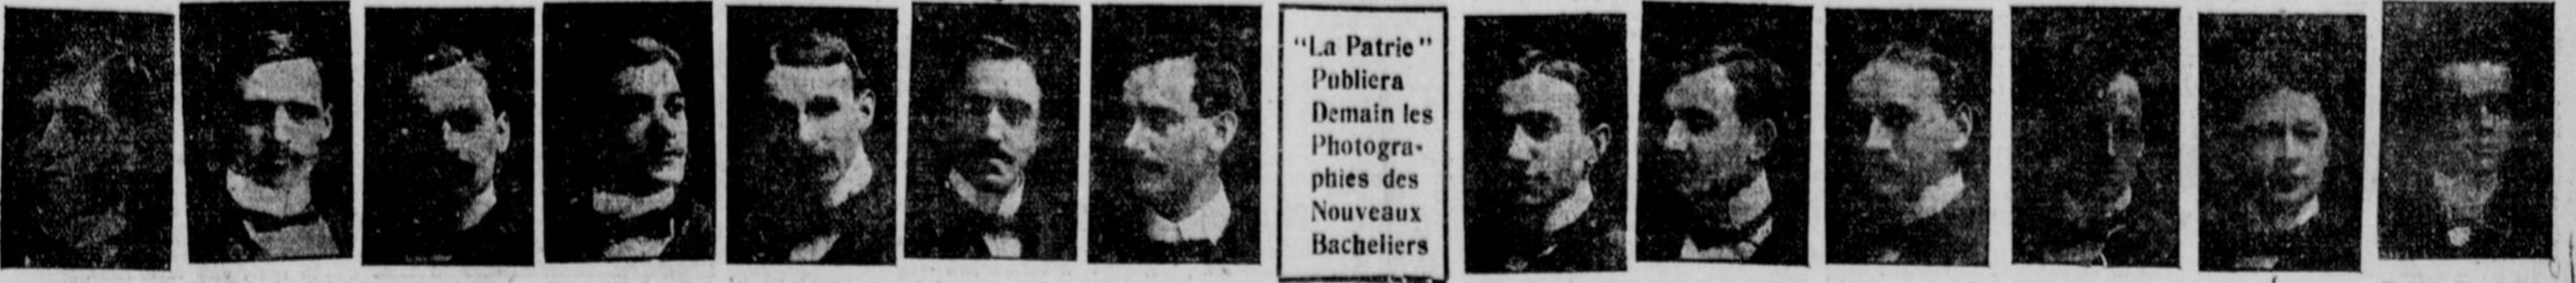 "La Patrie"
Publiera
Demain les
Photogra-
phies des
Nouveaux
Bacheliers